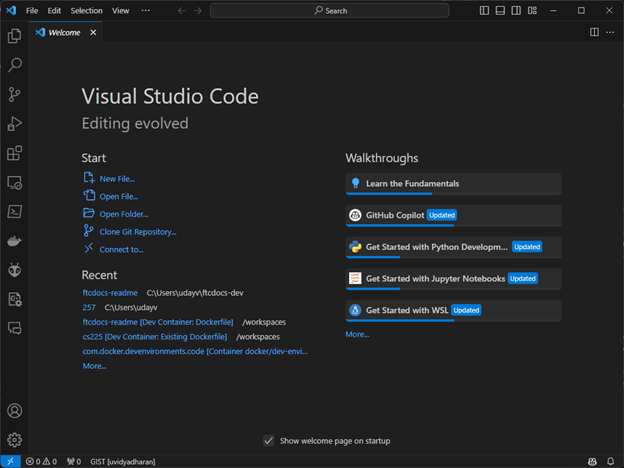 File Edit Selection View ··· Search
Welcome
Visual Studio Code
Editing evolved
Start
New File...
Open File...
Open Folder...
Clone Git Repository...
Connect to...
Recent
ftcdocs-readme C:\Users\udayv\ftcdocs-dev
257 C:\Users\udayv
ftcdocs-readme [Dev Container: Dockerfile] /workspaces
cs225 [Dev Container: Existing Dockerfile] /workspaces
com.docker.devenvironments.code [Container docker/dev-envi...
More...
Walkthroughs
Learn the Fundamentals
GitHub Copilot Updated
Get Started with Python Developm... Updated
Get Started with Jupyter Notebooks Updated
Get Started with WSL Updated
More...
Show welcome page on startup
0 0 0 GIST [uvidyadharan]